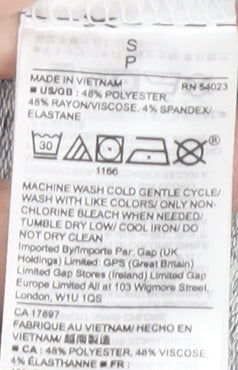 S
P
MADE IN VIETNAM RN 54023
■ US/GB : 48% POLYESTER,
48% RAYON/VISCOSE, 4% SPANDEX/
ELASTANE
30
®
1166
MACHINE WASH COLD GENTLE CYCLE/
WASH WITH LIKE COLORS/ ONLY NON-
CHLORINE BLEACH WHEN NEEDED/
TUMBLE DRY LOW/ COOL IRON/ DO
NOT DRY CLEAN
Imported By/Importe Par: Gap (UK
Holdings) Limited: GPS (Great Britain)
Limited Gap Stores (Ireland) Limited Gap
Europe Limited All at 103 Wigmore Street,
London, W1U 1QS
CA 17897
FABRIQUE AU VIETNAM/ HECHO EN
VIETNAM/ 越南製造
■ CA : 48% POLYESTER, 48% VISCOSE,
4% ÉLASTHANNE ■ FR :